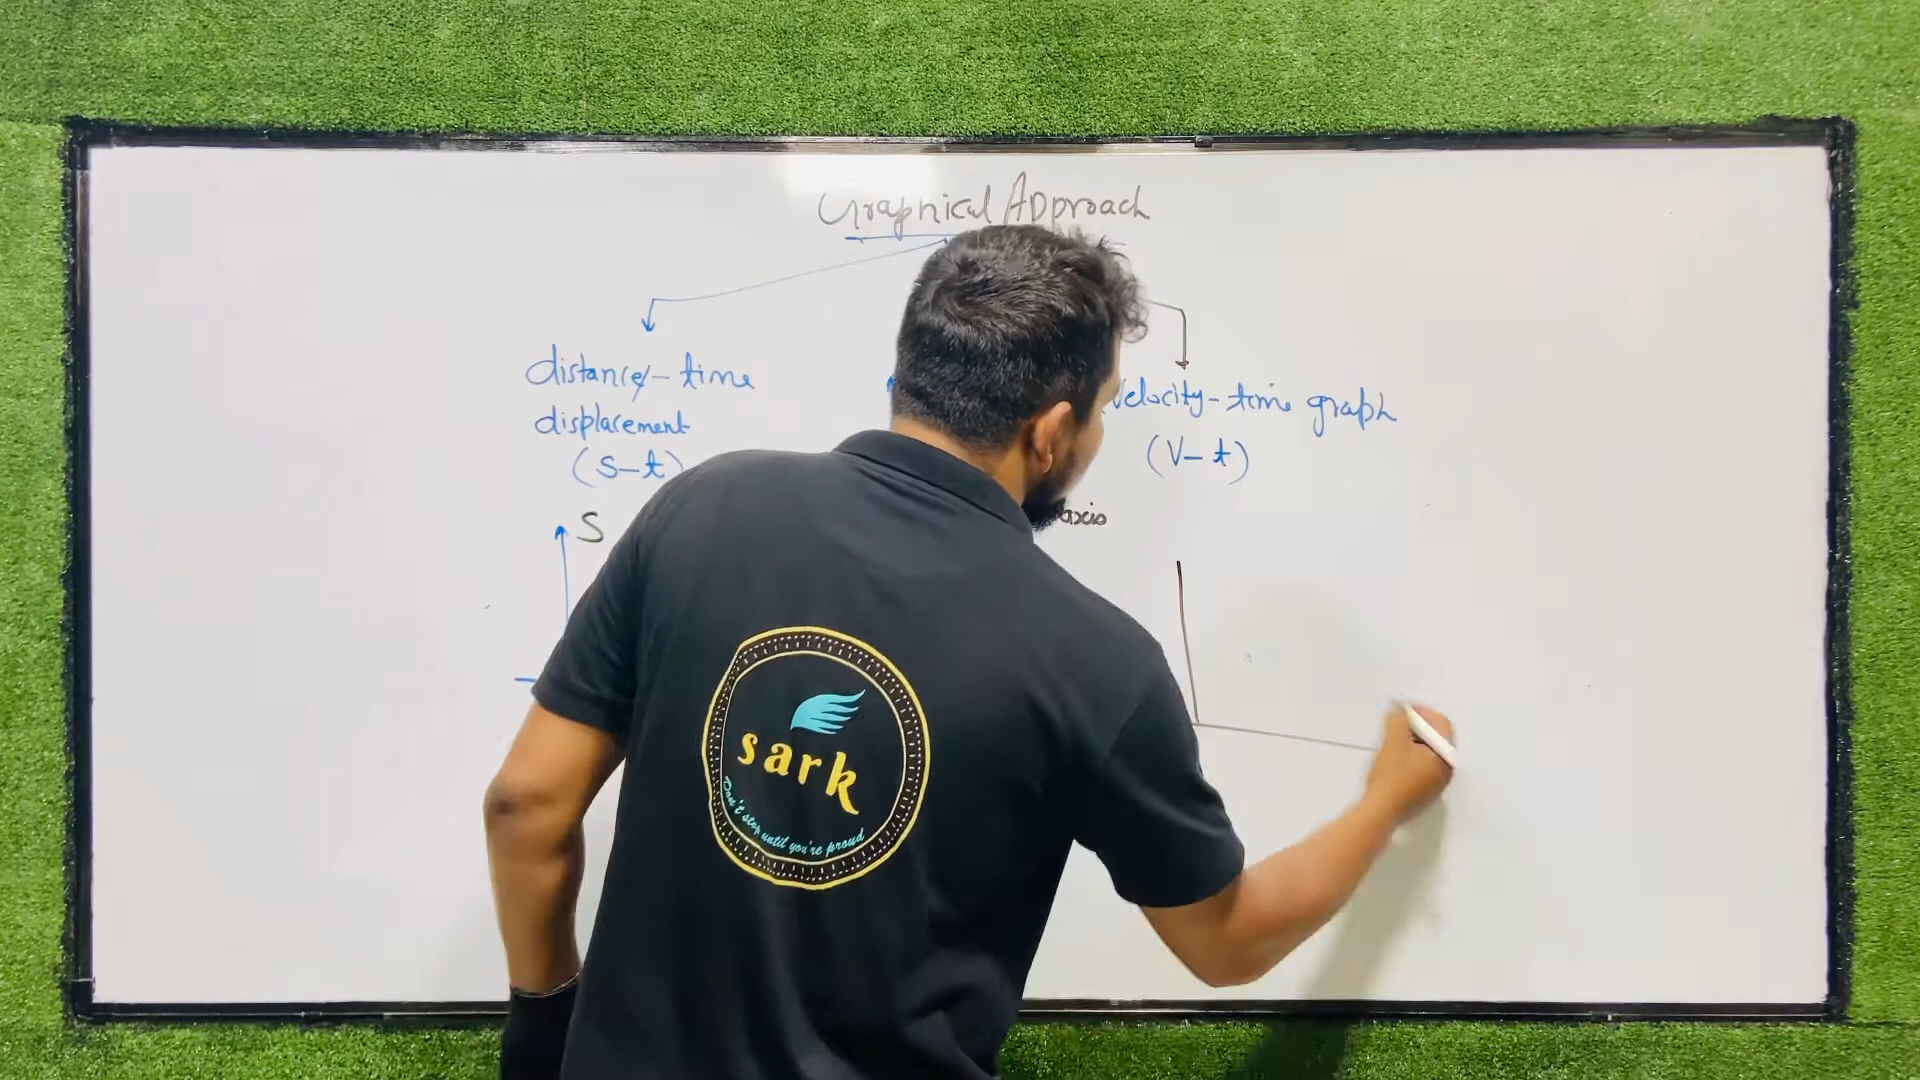 Graphical Approach
distance/-time
displacement
(s-t)
S
Velocity-time graph
(V-t)
axis
sark
Don't stop until you're proud